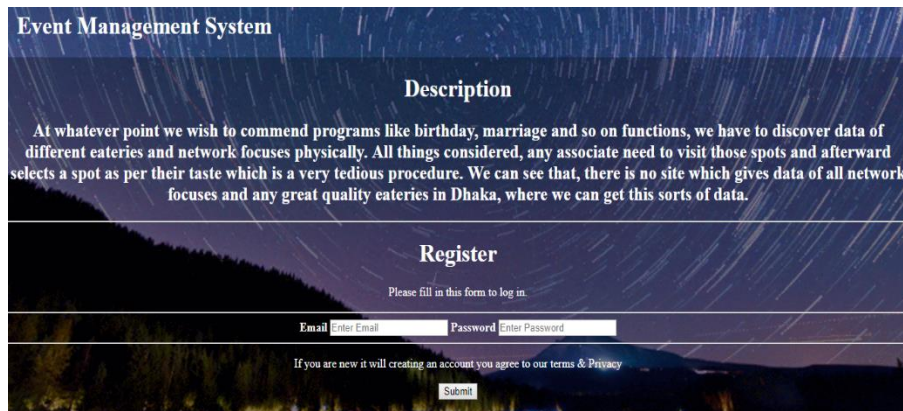 Event Management System
Description
At whatever point we wish to commend programs like birthday, marriage and so on functions, we have to discover data of
different eateries and network focuses physically. All things considered, any associate need to visit those spots and afterward
selects a spot as per their taste which is a very tedious procedure. We can see that, there is no site which gives data of all network
focuses and any great quality eateries in Dhaka, where we can get this sorts of data.
Register
Please fill in this form to log in.
Email Enter Email Password Enter Password
If you are new it will creating an account you agree to our terms & Privacy
Submit